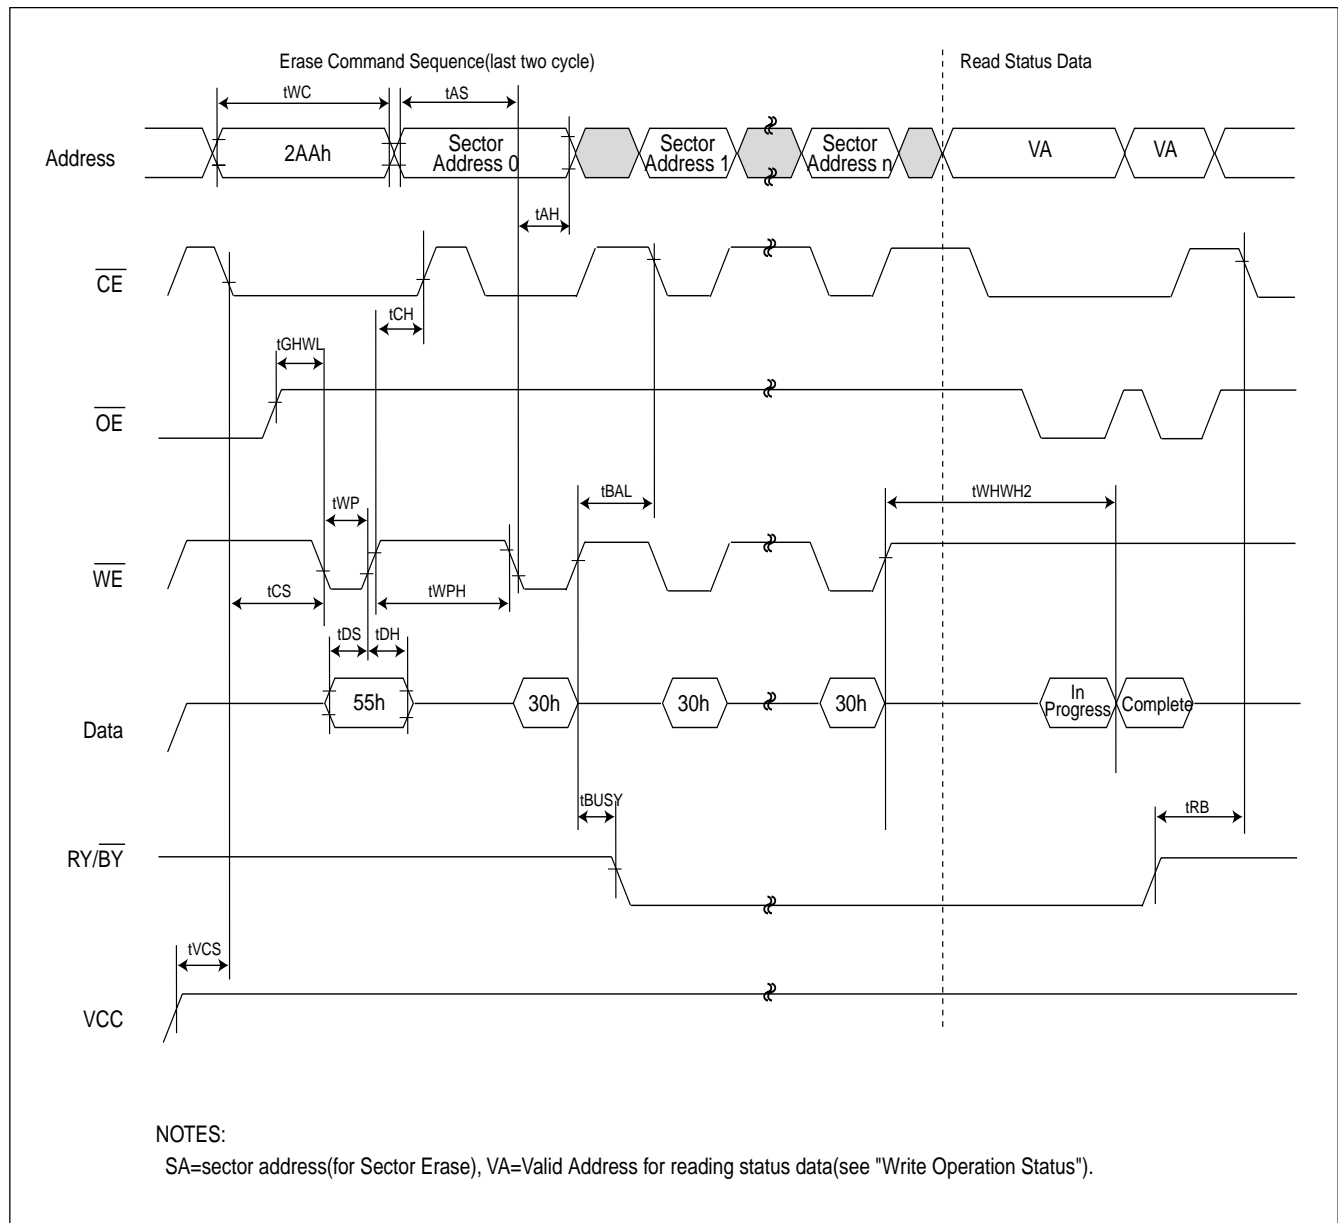 Erase Command Sequence(last two cycle)
Read Status Data
tWC
tAS
Address
2AAh
Sector
Address 0
Sector
Address 1
Sector
Address n
VA
VA
tAH
CE
tCH
tGHWL
OE
tWP
tBAL
tWHWH2
WE
tCS
tWPH
tDS
tDH
Data
55h
30h
30h
30h
In
Progress
Complete
tBUSY
tRB
RY/BY
tVCS
VCC
NOTES:
SA=sector address(for Sector Erase), VA=Valid Address for reading status data(see "Write Operation Status").